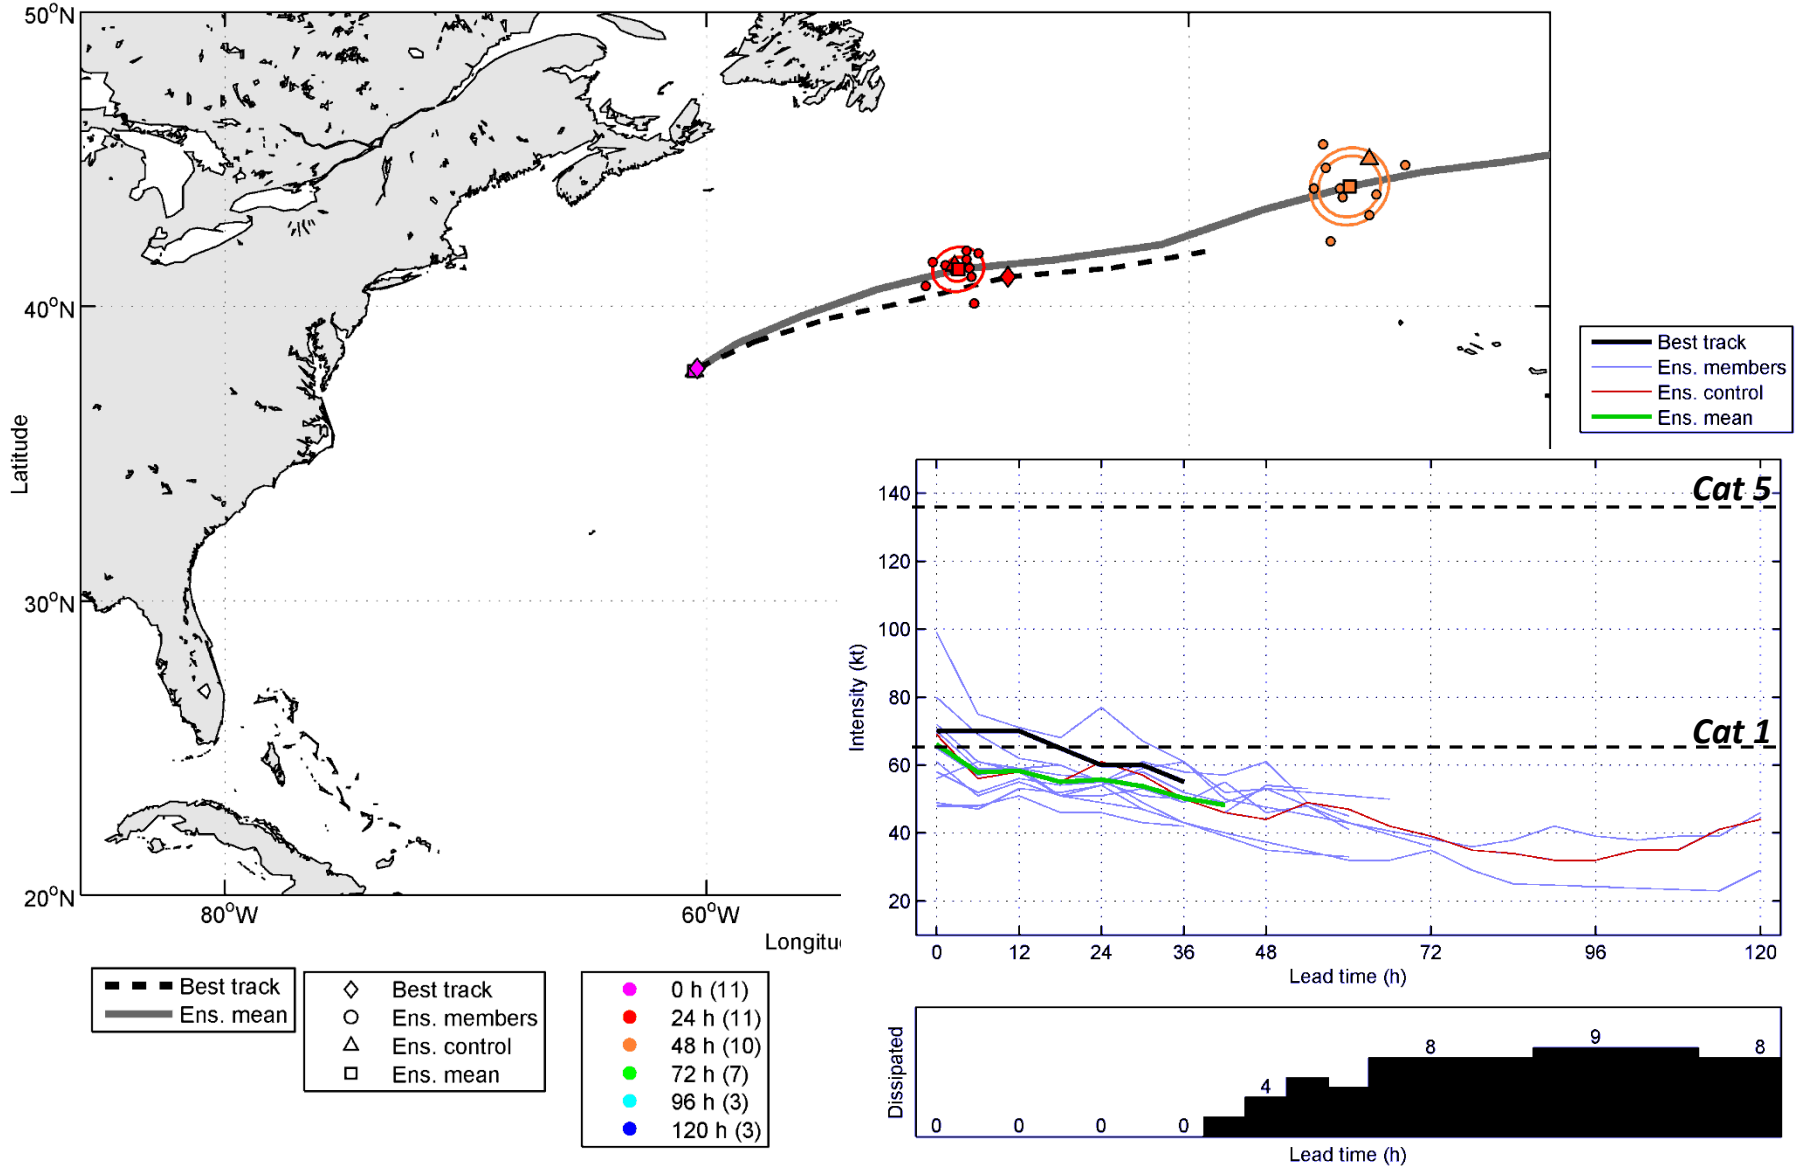 50°N
40°N
30°N
20°N
Latitude
80°W
60°W
Longitu
Best track
Ens. members
Ens. control
Ens. mean
Intensity (kt)
140
120
100
80
60
40
20
Cat 5
Cat 1
0 12 24 36 48 72 96 120
Lead time (h)
Best track
Ens. mean
Best track
Ens. members
Ens. control
Ens. mean
0 h (11)
24 h (11)
48 h (10)
72 h (7)
96 h (3)
120 h (3)
Dissipated
0 0 0 0 4 8 9 8
Lead time (h)